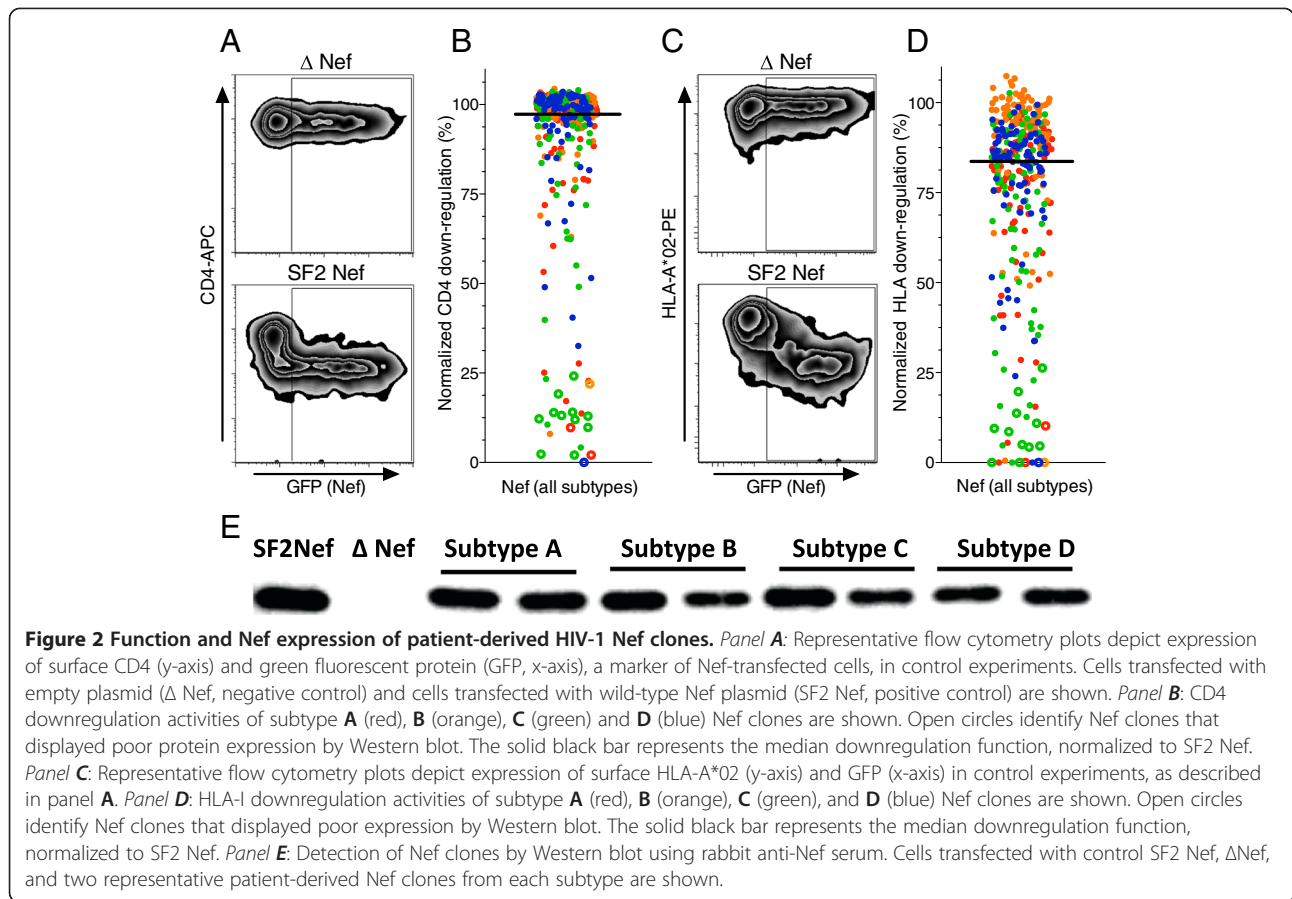 A
B
C
D
Δ Nef
Δ Nef
CD4-APC
SF2 Nef
GFP (Nef)
Normalized CD4 down-regulation (%)
100
75
50
25
0
Nef (all subtypes)
HLA-A*02-PE
SF2 Nef
GFP (Nef)
Normalized HLA down-regulation (%)
100
75
50
25
0
Nef (all subtypes)
E
SF2Nef Δ Nef Subtype A Subtype B Subtype C Subtype D
Figure 2 Function and Nef expression of patient-derived HIV-1 Nef clones. Panel A: Representative flow cytometry plots depict expression
of surface CD4 (y-axis) and green fluorescent protein (GFP, x-axis), a marker of Nef-transfected cells, in control experiments. Cells transfected with
empty plasmid (Δ Nef, negative control) and cells transfected with wild-type Nef plasmid (SF2 Nef, positive control) are shown. Panel B: CD4
downregulation activities of subtype A (red), B (orange), C (green) and D (blue) Nef clones are shown. Open circles identify Nef clones that
displayed poor protein expression by Western blot. The solid black bar represents the median downregulation function, normalized to SF2 Nef.
Panel C: Representative flow cytometry plots depict expression of surface HLA-A*02 (y-axis) and GFP (x-axis) in control experiments, as described
in panel A. Panel D: HLA-I downregulation activities of subtype A (red), B (orange), C (green), and D (blue) Nef clones are shown. Open circles
identify Nef clones that displayed poor expression by Western blot. The solid black bar represents the median downregulation function,
normalized to SF2 Nef. Panel E: Detection of Nef clones by Western blot using rabbit anti-Nef serum. Cells transfected with control SF2 Nef, ΔNef,
and two representative patient-derived Nef clones from each subtype are shown.